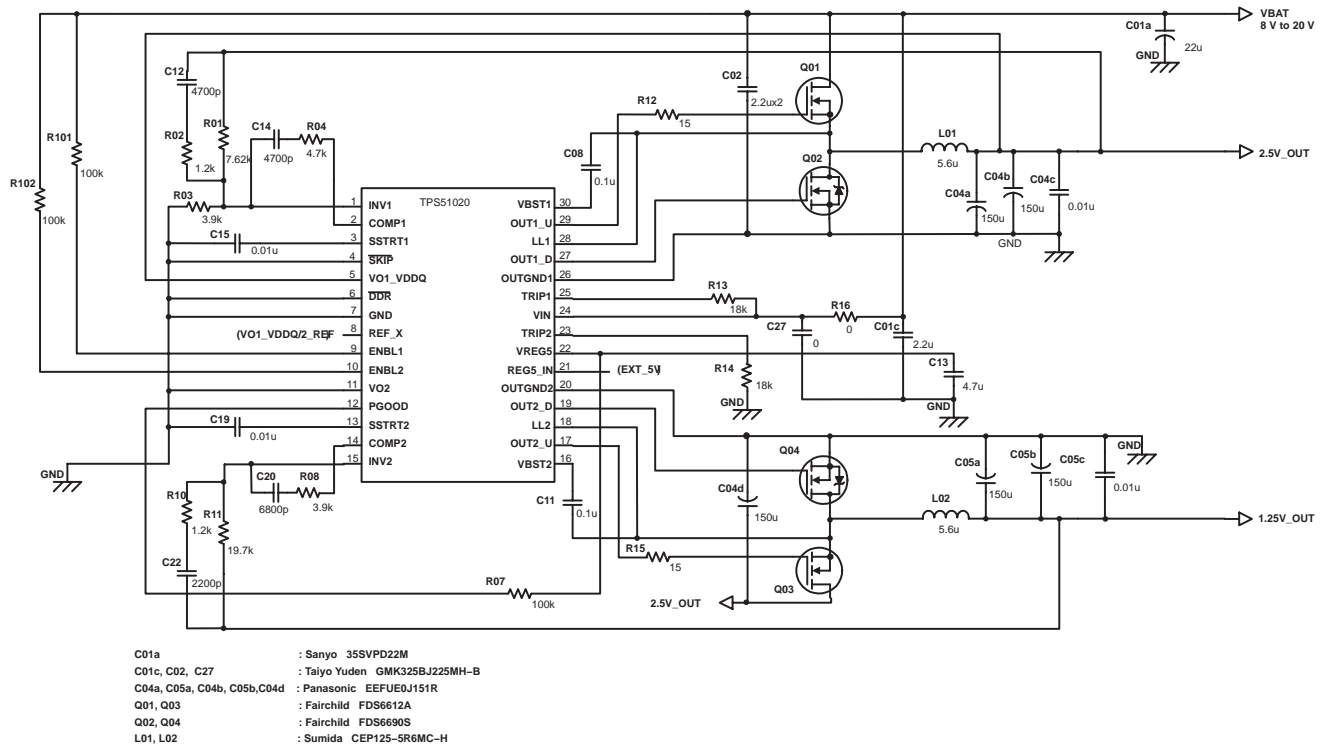 VBAT
8 V to 20 V
C01a
22u
GND
C12
4700p
R02
1.2k
R01
7.62k
C14
4700p
R04
4.7k
R101
100k
R102
100k
R03
3.9k
C15
0.01u
C02
2.2ux2
R12
15
C08
0.1u
Q01
Q02
L01
5.6u
2.5V_OUT
C04a
150u
C04b
150u
C04c
0.01u
GND
TPS51020
1 INV1
2 COMP1
3 SSTRT1
4 SKIP
5 VO1_VDDQ
6 DDR
7 GND
8 REF_X
9 ENBL1
10 ENBL2
11 VO2
12 PGOOD
13 SSTRT2
14 COMP2
15 INV2
VBST1 30
OUT1_U 29
LL1 28
OUT1_D 27
OUTGND1 26
TRIP1 25
VIN 24
TRIP2 23
VREG5 22
REG5_IN 21
OUTGND2 20
OUT2_D 19
LL2 18
OUT2_U 17
VBST2 16
(VO1_VDDQ/2_REF)
(EXT_5V)
R13
18k
R16
0
C27
0
C01c
2.2u
R14
18k
GND
C13
4.7u
GND
C19
0.01u
GND
C20
6800p
R08
3.9k
R10
1.2k
R11
19.7k
C22
2200p
R07
100k
C11
0.1u
R15
15
C04d
150u
Q04
Q03
2.5V_OUT
GND
C05a
150u
C05b
150u
C05c
0.01u
L02
5.6u
1.25V_OUT
C01a : Sanyo 35SVPD22M
C01c, C02, C27 : Taiyo Yuden GMK325BJ225MH−B
C04a, C05a, C04b, C05b,C04d : Panasonic EEFUE0J151R
Q01, Q03 : Fairchild FDS6612A
Q02, Q04 : Fairchild FDS6690S
L01, L02 : Sumida CEP125−5R6MC−H